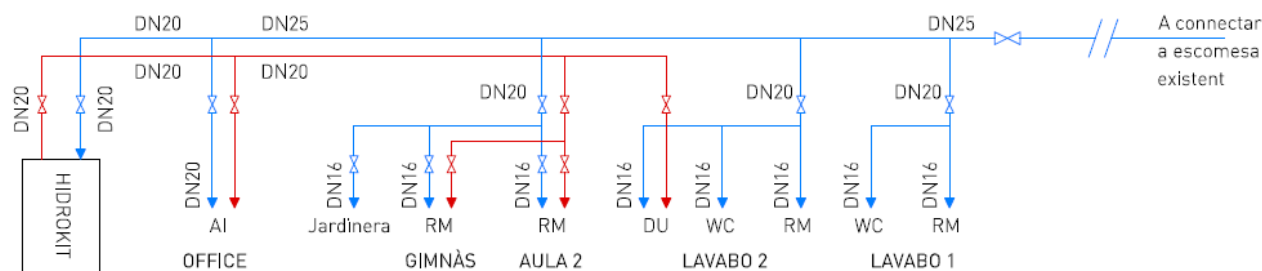 DN20
DN25
DN25
A connectar
a escomesa
existent
DN20
DN20
DN20
DN20
DN20
DN20
DN20
HIDROKIT
DN20
DN16
DN16
DN16
DN16
DN16
DN16
DN16
DN16
AI
Jardinera
RM
RM
DU
WC
RM
WC
RM
OFFICE
GIMNÀS
AULA 2
LAVABO 2
LAVABO 1